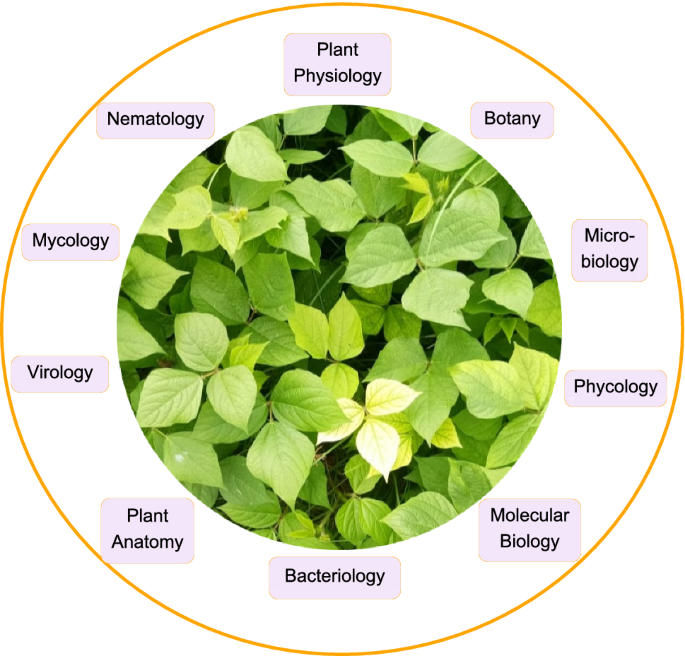 Plant
Physiology
Nematology
Botany
Mycology
Micro-
biology
Virology
Phycology
Plant
Anatomy
Molecular
Biology
Bacteriology